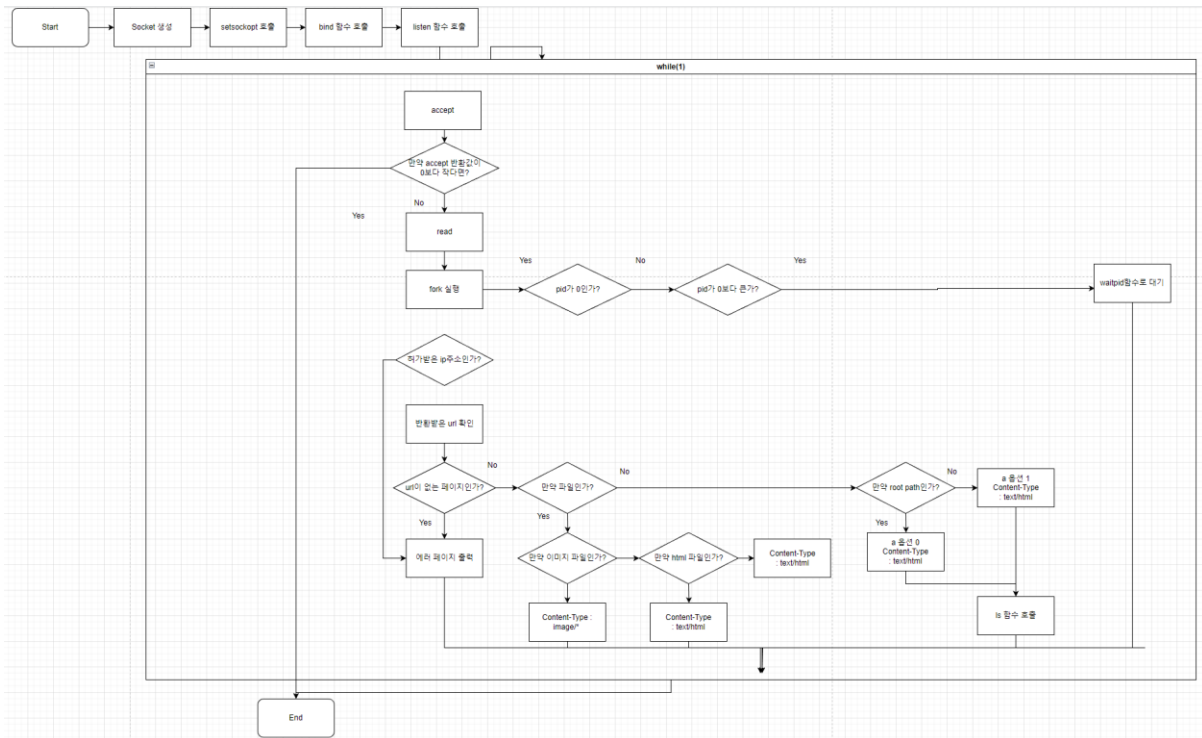 Start
Socket 생성
setsockopt 호출
bind 함수 호출
listen 함수 호출
while(1)
accept
만약 accept 반환값이
0보다 작다면?
No
Yes
read
fork 실행
Yes
pid가 0인가?
No
pid가 0보다 큰가?
Yes
waitpid함수로 대기
허가받은 ip주소인가?
반환받은 url 확인
url이 없는 페이지인가?
No
만약 파일인가?
No
만약 root path인가?
No
a 옵션 1
Content-Type
: text/html
Yes
Yes
Yes
에러 페이지 출력
만약 이미지 파일인가?
만약 html 파일인가?
Content-Type
: text/html
a 옵션 0
Content-Type
: text/html
Content-Type :
image/*
Content-Type
: text/html
ls 함수 호출
End